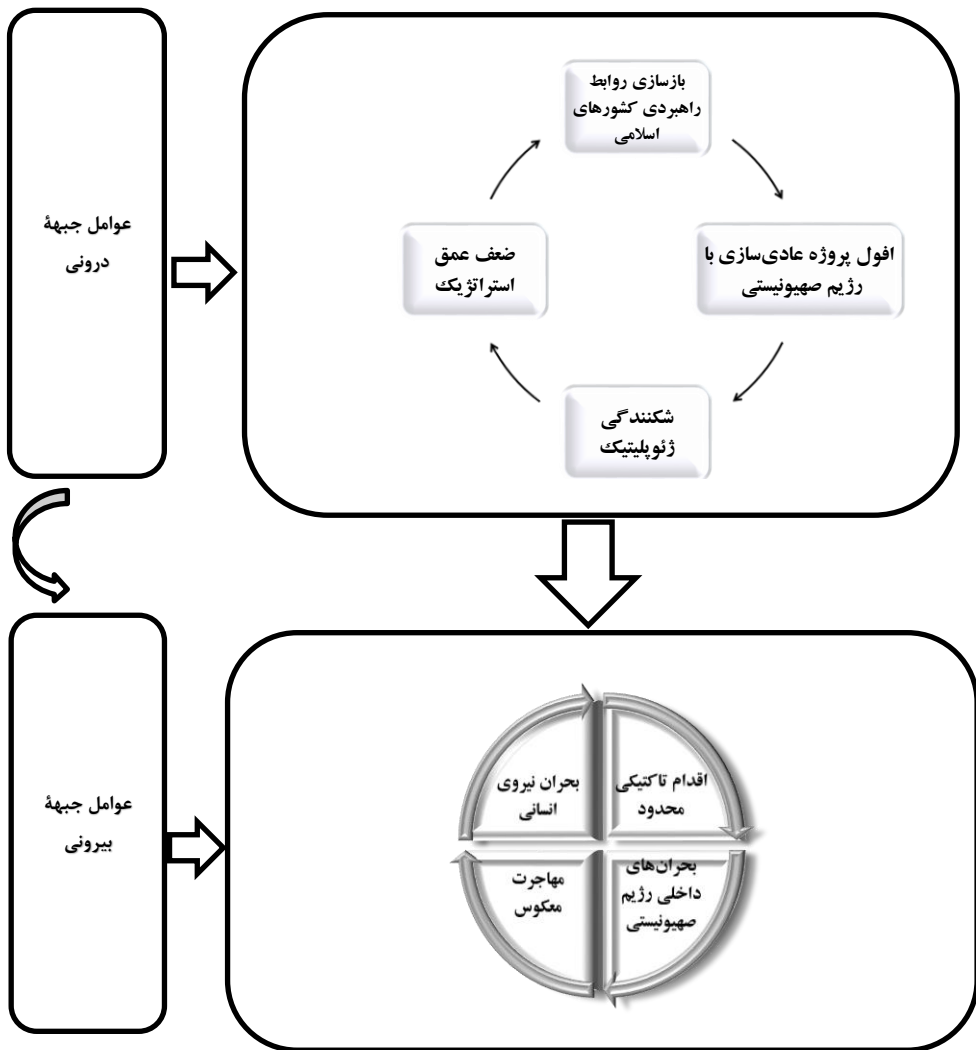 عوامل جبههٔ
درونی
بازسازی روابط
راهبردی کشورهای
اسلامی
افول پروژه عادی‌سازی با
رژیم صهیونیستی
شکنندگی
ژئوپلیتیک
ضعف عمق
استراتژیک
عوامل جبههٔ
بیرونی
اقدام تاکتیکی
محدود
بحران‌های
داخلی رژیم
صهیونیستی
مهاجرت
معکوس
بحران نیروی
انسانی